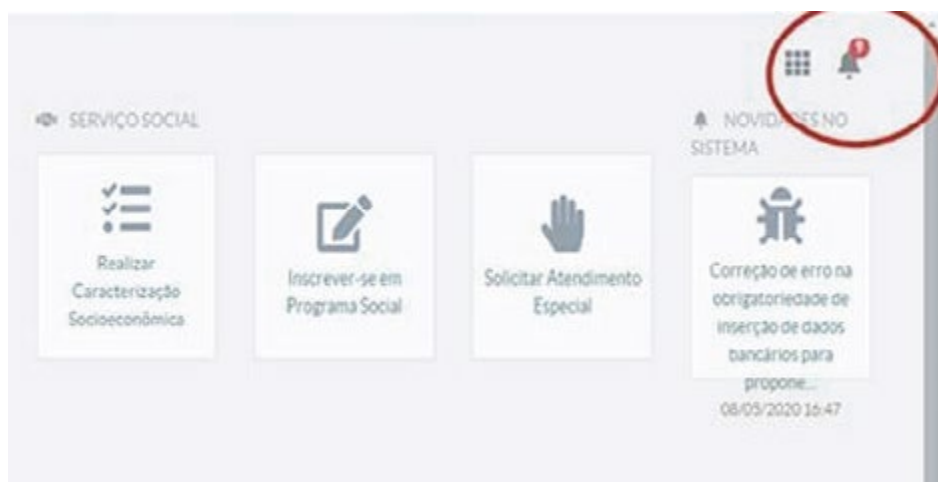 SERVIÇO SOCIAL
Realizar
Caracterização
Socioeconômica
Inscrever-se em
Programa Social
Solicitar Atendimento
Especial
NOVIDADES NO
SISTEMA
Correção de erro na
obrigatoriedade de
inserção de dados
bancários para
propone...
08/05/2020 16:47